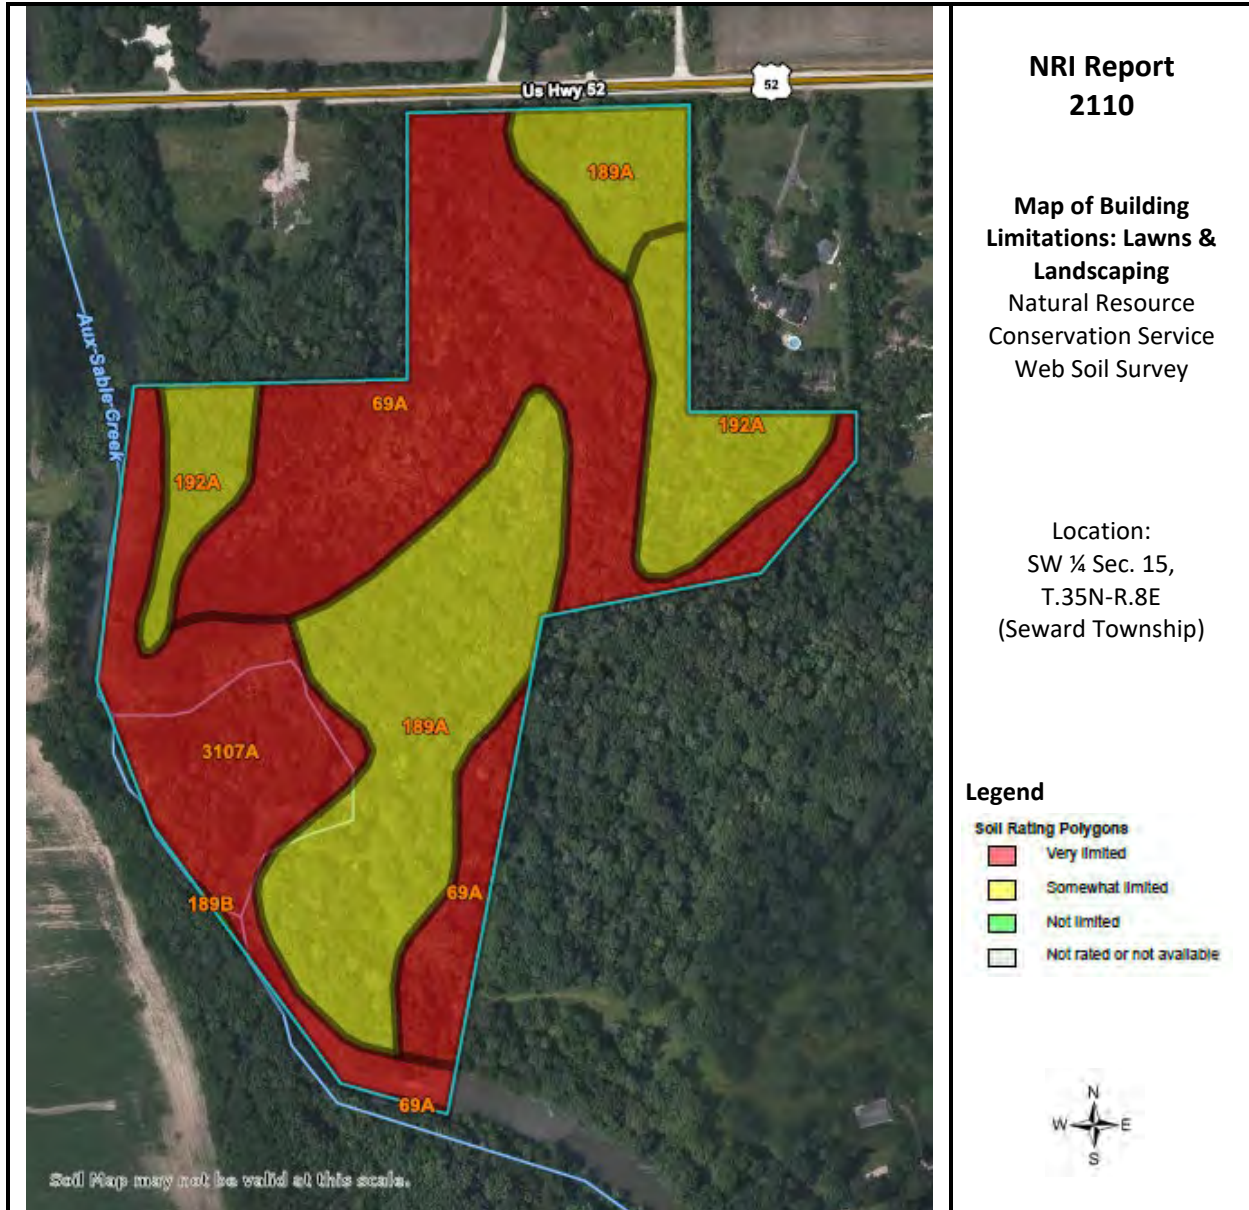 Us Hwy 52
52
189A
Aux-Sable-Creek
69A
192A
192A
189A
3107A
69A
189B
69A
Soil Map may not be valid at this scale.
NRI Report
2110
Map of Building
Limitations: Lawns &
Landscaping
Natural Resource
Conservation Service
Web Soil Survey
Location:
SW ¼ Sec. 15,
T.35N-R.8E
(Seward Township)
Legend
Soil Rating Polygons
Very limited
Somewhat limited
Not limited
Not rated or not available
N
W E
S